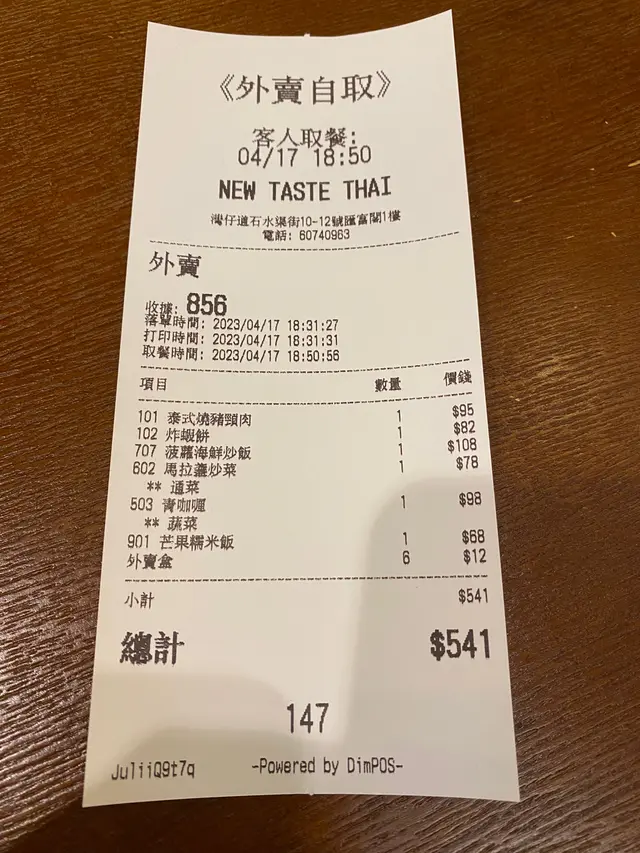 《外賣自取》
客人取餐:
04/17 18:50
NEW TASTE THAI
灣仔道石水渠街10-12號匯富閣1樓
電話: 60740963
外賣
收據: 856
落單時間: 2023/04/17 18:31:27
打印時間: 2023/04/17 18:31:31
取餐時間: 2023/04/17 18:50:56
項目 數量 價錢
101 泰式燒豬頸肉 1 $95
102 炸蝦餅 1 $82
707 菠蘿海鮮炒飯 1 $108
602 馬拉盞炒菜 1 $78
** 通菜
503 青咖喱 1 $98
** 蔬菜
901 芒果糯米飯 1 $68
外賣盒 6 $12
小計 $541
總計 $541
147
JuliiQ9t7q -Powered by DimPOS-